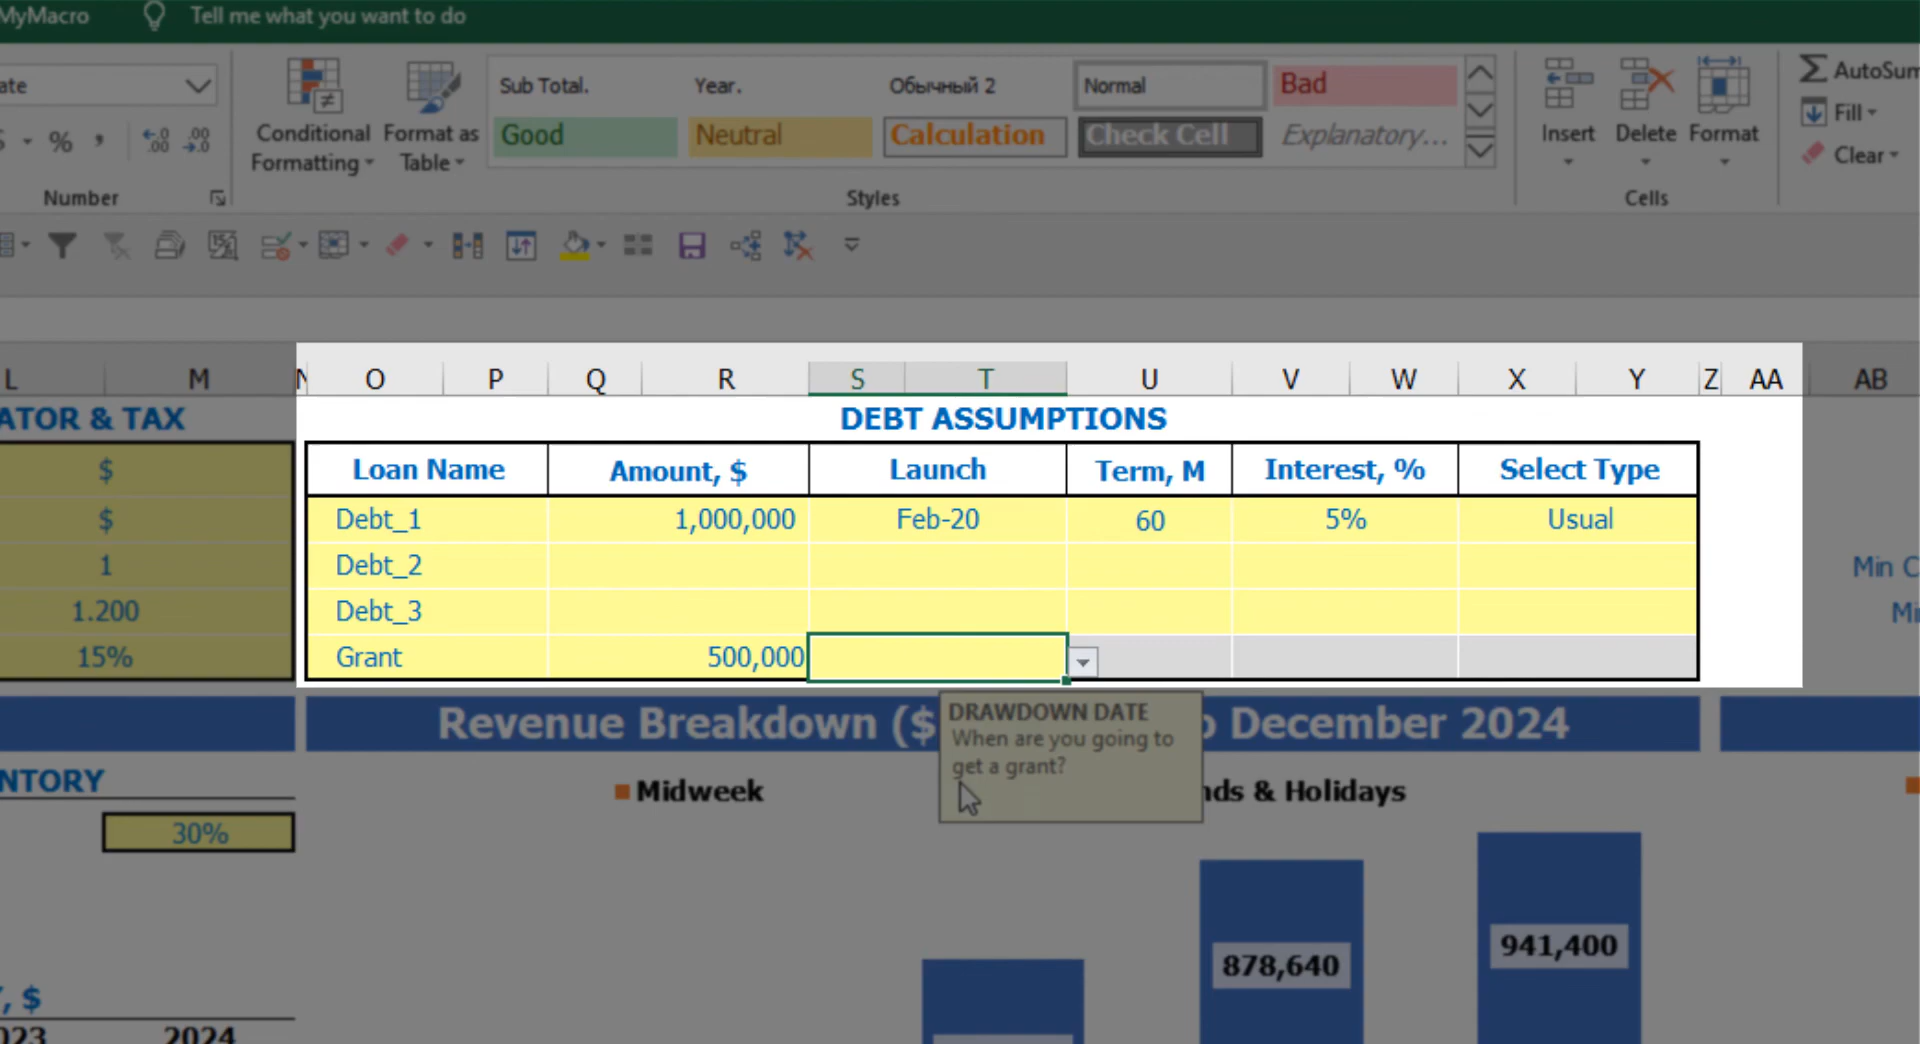 MyMacro Tell me what you want to do
ate
Sub Total. Year. Обычный 2 Normal Bad
% , Conditional Formatting Format as Table Good Neutral Calculation Check Cell Explanatory... Insert Delete Format
AutoSum
Fill
Clear
Number Styles Cells
L M N O P Q R S T U V W X Y Z AA AB
ATOR & TAX DEBT ASSUMPTIONS
$ Loan Name Amount, $ Launch Term, M Interest, % Select Type
$ Debt_1 1,000,000 Feb-20 60 5% Usual
1 Debt_2 Min C
1.200 Debt_3
15% Grant 500,000
Revenue Breakdown ($ o December 2024
DRAWDOWN DATE
When are you going to
get a grant?
NTORY Midweek nds & Holidays
30%
878,640 941,400
, $
023 2024